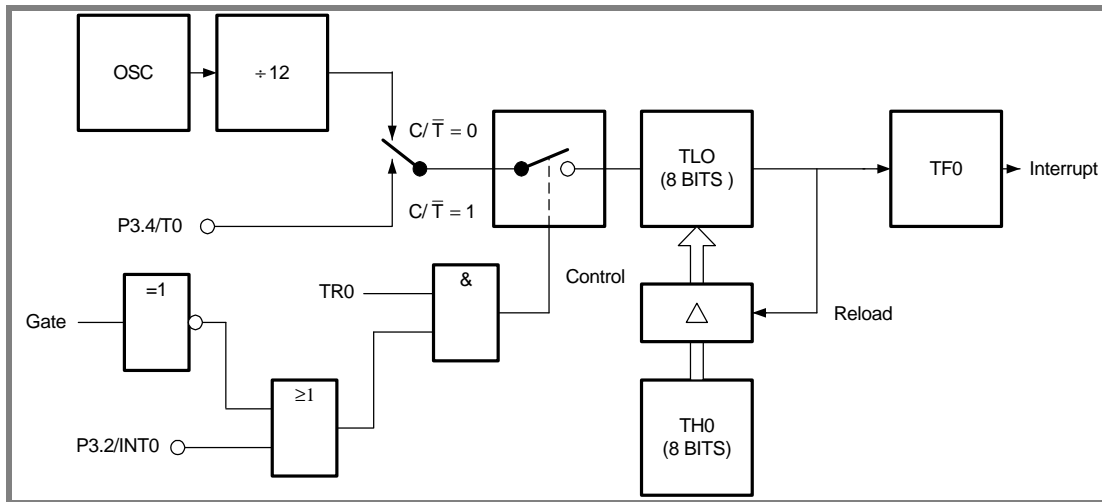 OSC
÷ 12
C/T̅ = 0
TLO
(8 BITS )
TF0
Interrupt
C/T̅ = 1
P3.4/T0
Control
=1
TR0
&
Gate
△
Reload
≥1
TH0
(8 BITS)
P3.2/INT0